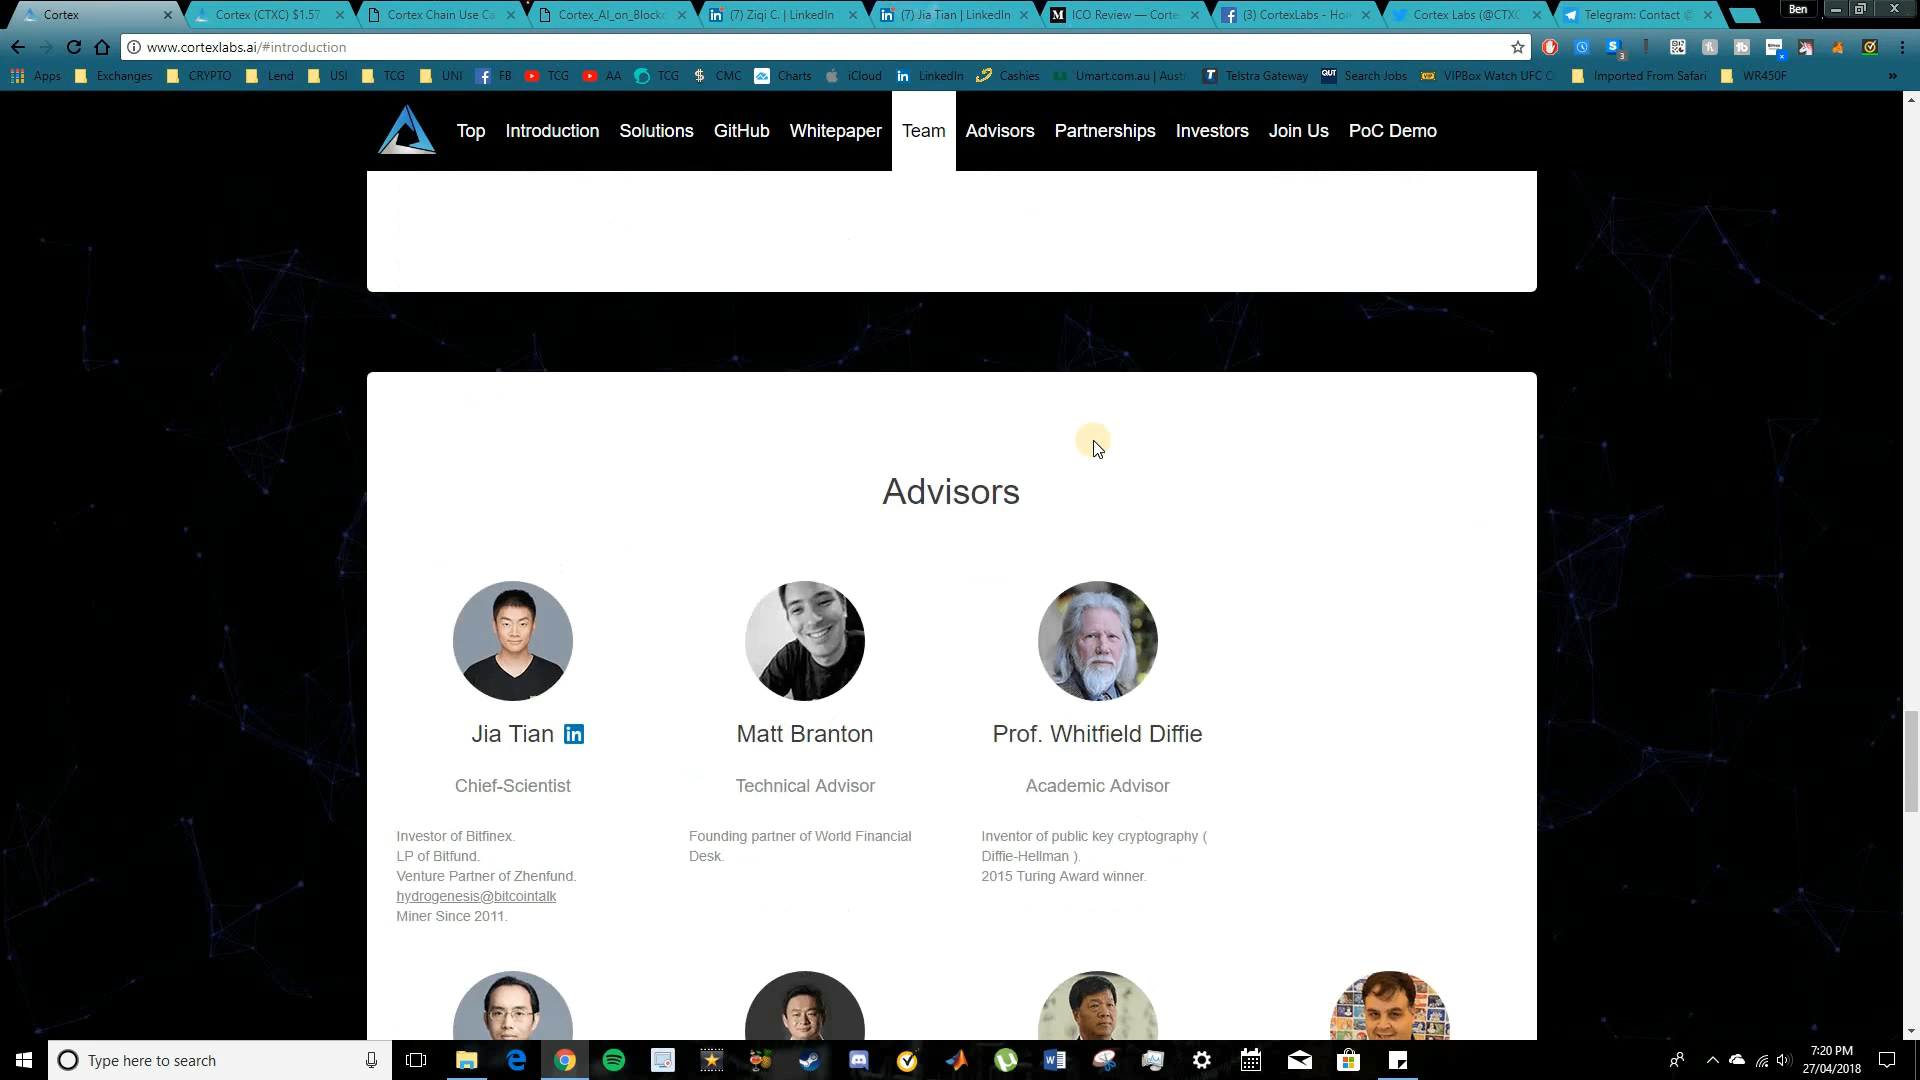 Cortex
Cortex (CTXC) $1.57
Cortex Chain Use Ca
Cortex_AI_on_Blockc
(7) Ziqi C. | LinkedIn
(7) Jia Tian | LinkedIn
ICO Review — Corte
(3) CortexLabs - Ho
Cortex Labs (@CTXC
Telegram: Contact @
Ben
www.cortexlabs.ai/#introduction
Apps
Exchanges
CRYPTO
Lend
USI
TCG
UNI
FB
TCG
AA
TCG
CMC
Charts
iCloud
LinkedIn
Cashies
Umart.com.au | Aust
Telstra Gateway
Search Jobs
VIPBox Watch UFC
Imported From Safari
WR450F
Top
Introduction
Solutions
GitHub
Whitepaper
Team
Advisors
Partnerships
Investors
Join Us
PoC Demo
Advisors
Jia Tian
Chief-Scientist
Investor of Bitfinex.
LP of Bitfund.
Venture Partner of Zhenfund.
hydrogenesis@bitcointalk
Miner Since 2011.
Matt Branton
Technical Advisor
Founding partner of World Financial
Desk.
Prof. Whitfield Diffie
Academic Advisor
Inventor of public key cryptography (
Diffie-Hellman ).
2015 Turing Award winner.
Type here to search
7:20 PM
27/04/2018